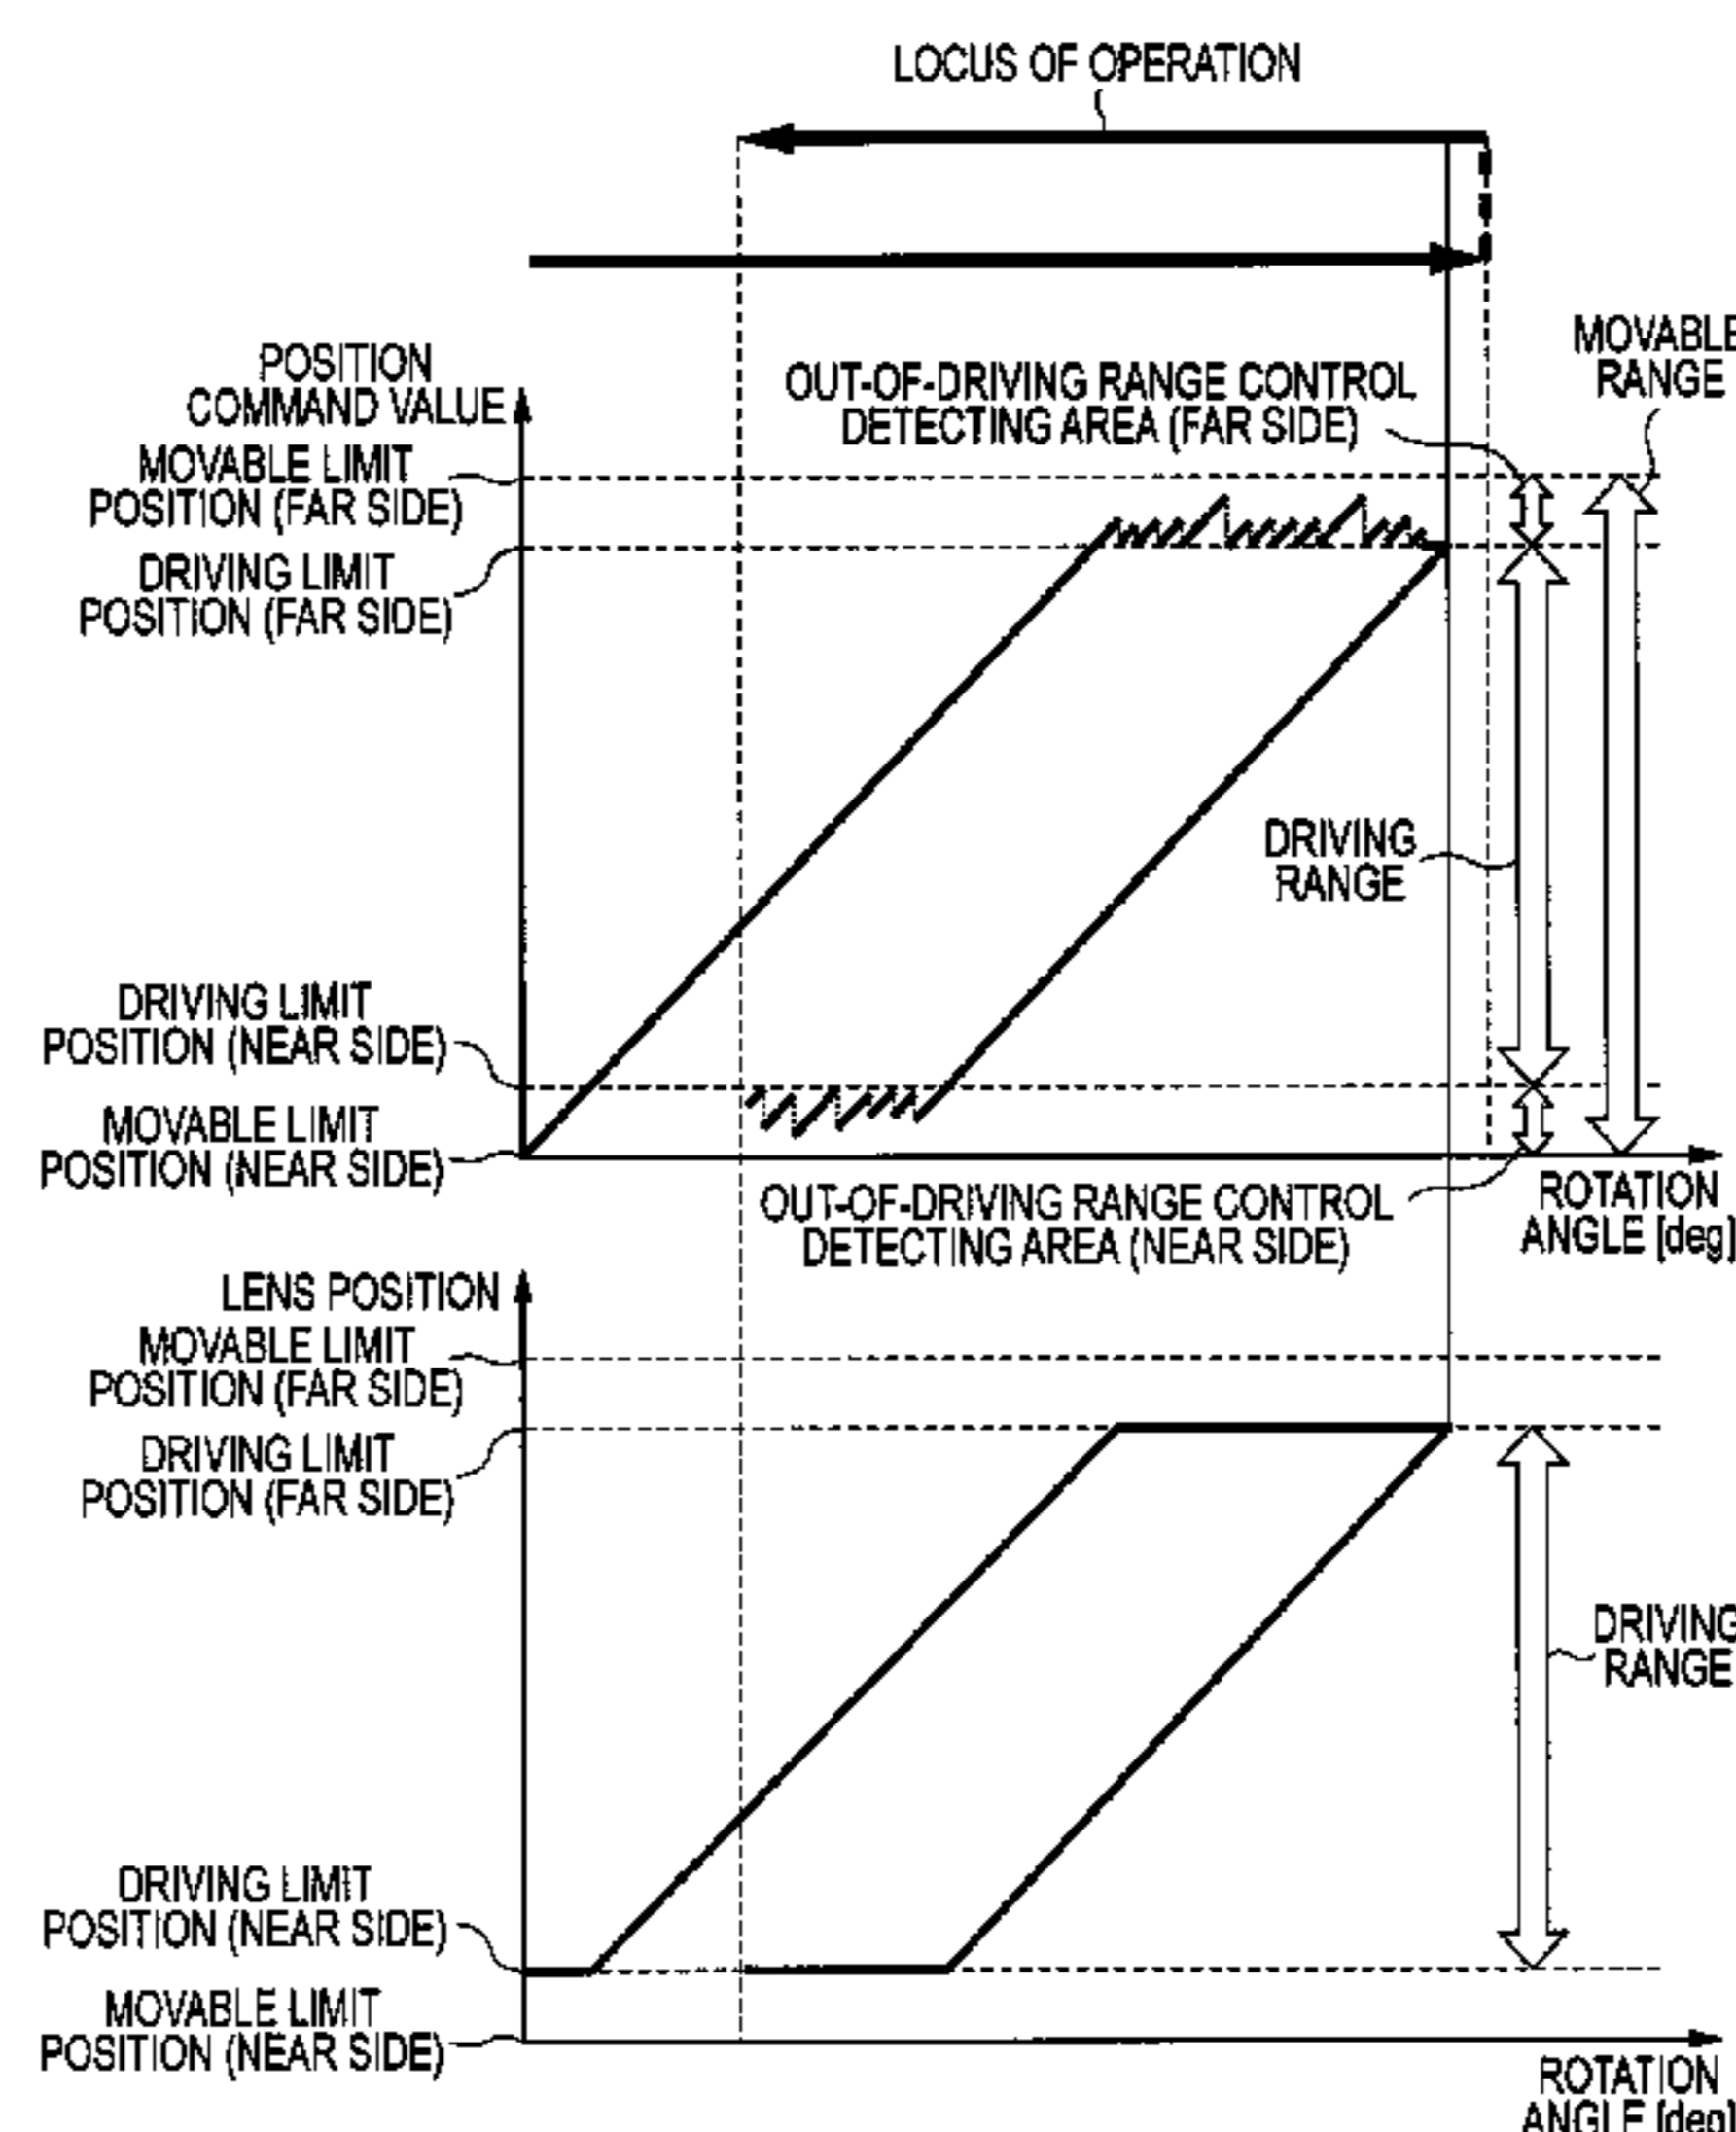 LOCUS OF OPERATION
POSITION
COMMAND VALUE
MOVABLE LIMIT
POSITION (FAR SIDE)
DRIVING LIMIT
POSITION (FAR SIDE)
OUT-OF-DRIVING RANGE CONTROL
DETECTING AREA (FAR SIDE)
MOVABLE
RANGE
DRIVING
RANGE
DRIVING LIMIT
POSITION (NEAR SIDE)
MOVABLE LIMIT
POSITION (NEAR SIDE)
OUT-OF-DRIVING RANGE CONTROL
DETECTING AREA (NEAR SIDE)
ROTATION
ANGLE [deg]
LENS POSITION
MOVABLE LIMIT
POSITION (FAR SIDE)
DRIVING LIMIT
POSITION (FAR SIDE)
DRIVING
RANGE
DRIVING LIMIT
POSITION (NEAR SIDE)
MOVABLE LIMIT
POSITION (NEAR SIDE)
ROTATION
ANGLE [deg]